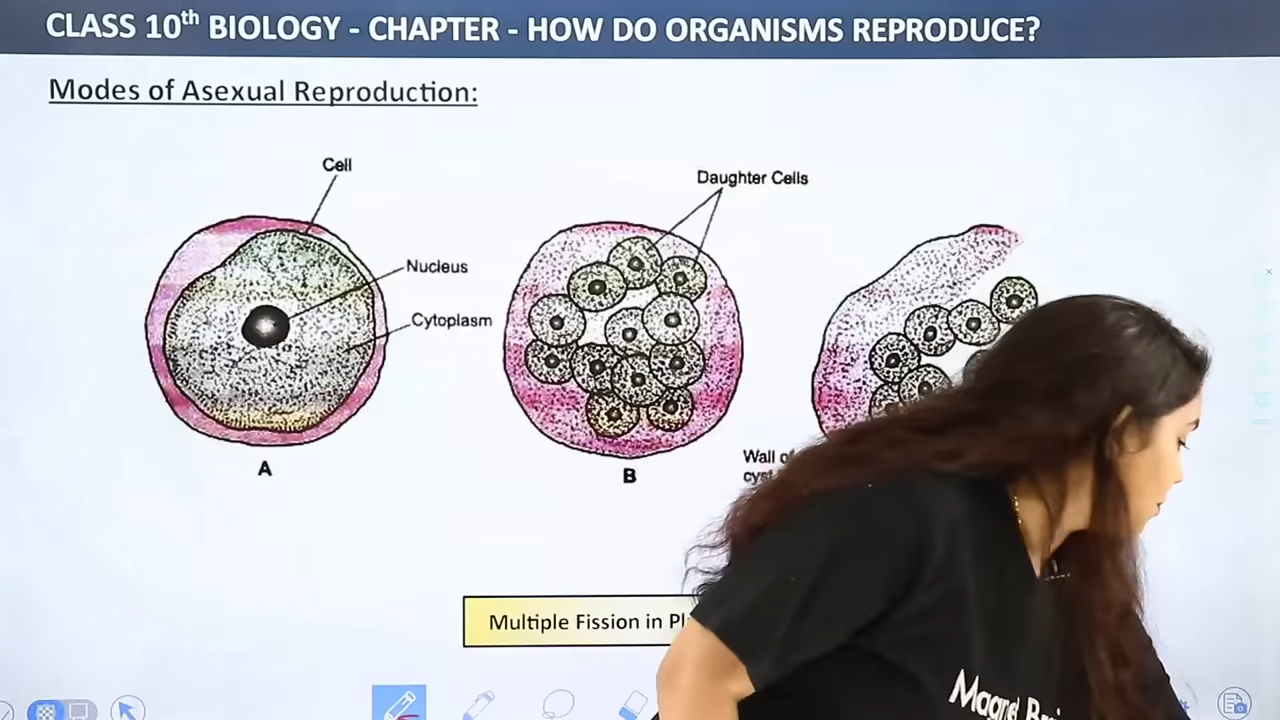 CLASS 10th BIOLOGY - CHAPTER - HOW DO ORGANISMS REPRODUCE?
Modes of Asexual Reproduction:
Cell
Nucleus
Cytoplasm
A
Daughter Cells
B
Wall of
Multiple Fission in
Magnet